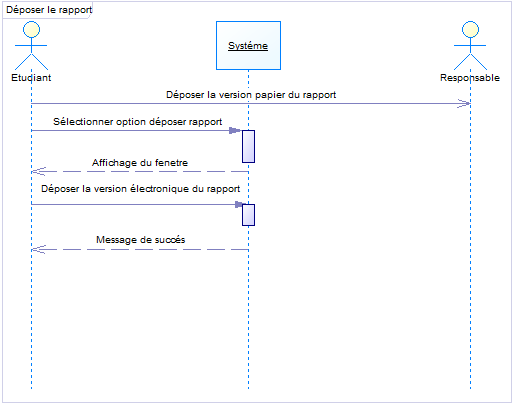 Déposer le rapport
Systéme
Etudiant
Responsable
Déposer la version papier du rapport
Sélectionner option déposer rapport
Affichage du fenetre
Déposer la version électronique du rapport
Message de succés